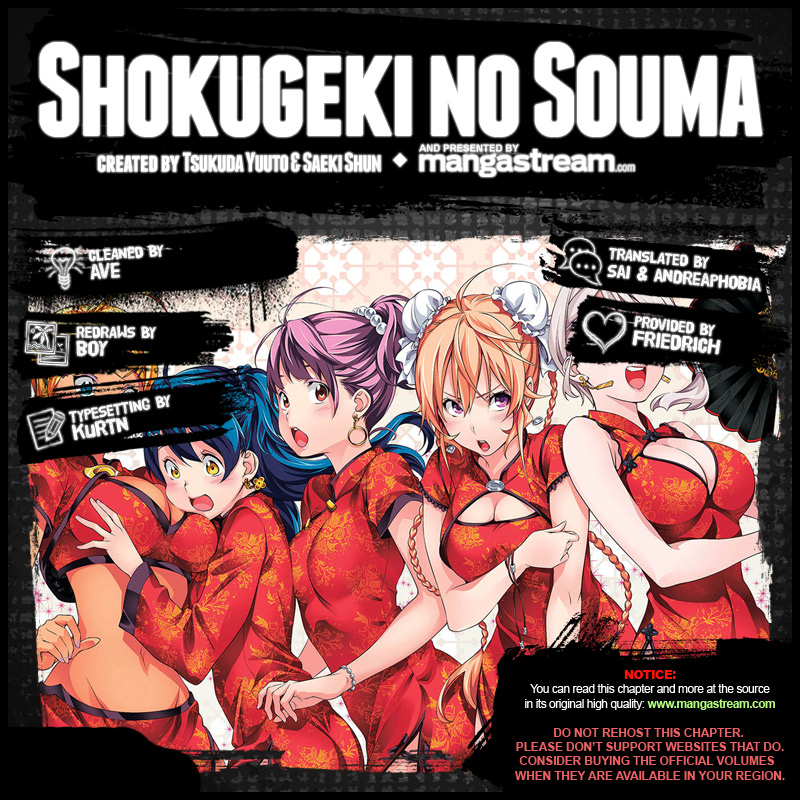 SHOKUGEKI NO SOUMA
CREATED BY TSUKUDA YUUTO & SAEKI SHUN ◆ AND PRESENTED BY mangastream.com
CLEANED BY
AVE
REDRAWS BY
BOY
TYPESETTING BY
KURTN
TRANSLATED BY
SAI & ANDREAPHOBIA
PROVIDED BY
FRIEDRICH
NOTICE:
You can read this chapter and more at the source
in its original high quality: www.mangastream.com
DO NOT REHOST THIS CHAPTER.
PLEASE DON'T SUPPORT WEBSITES THAT DO.
CONSIDER BUYING THE OFFICIAL VOLUMES
WHEN THEY ARE AVAILABLE IN YOUR REGION.